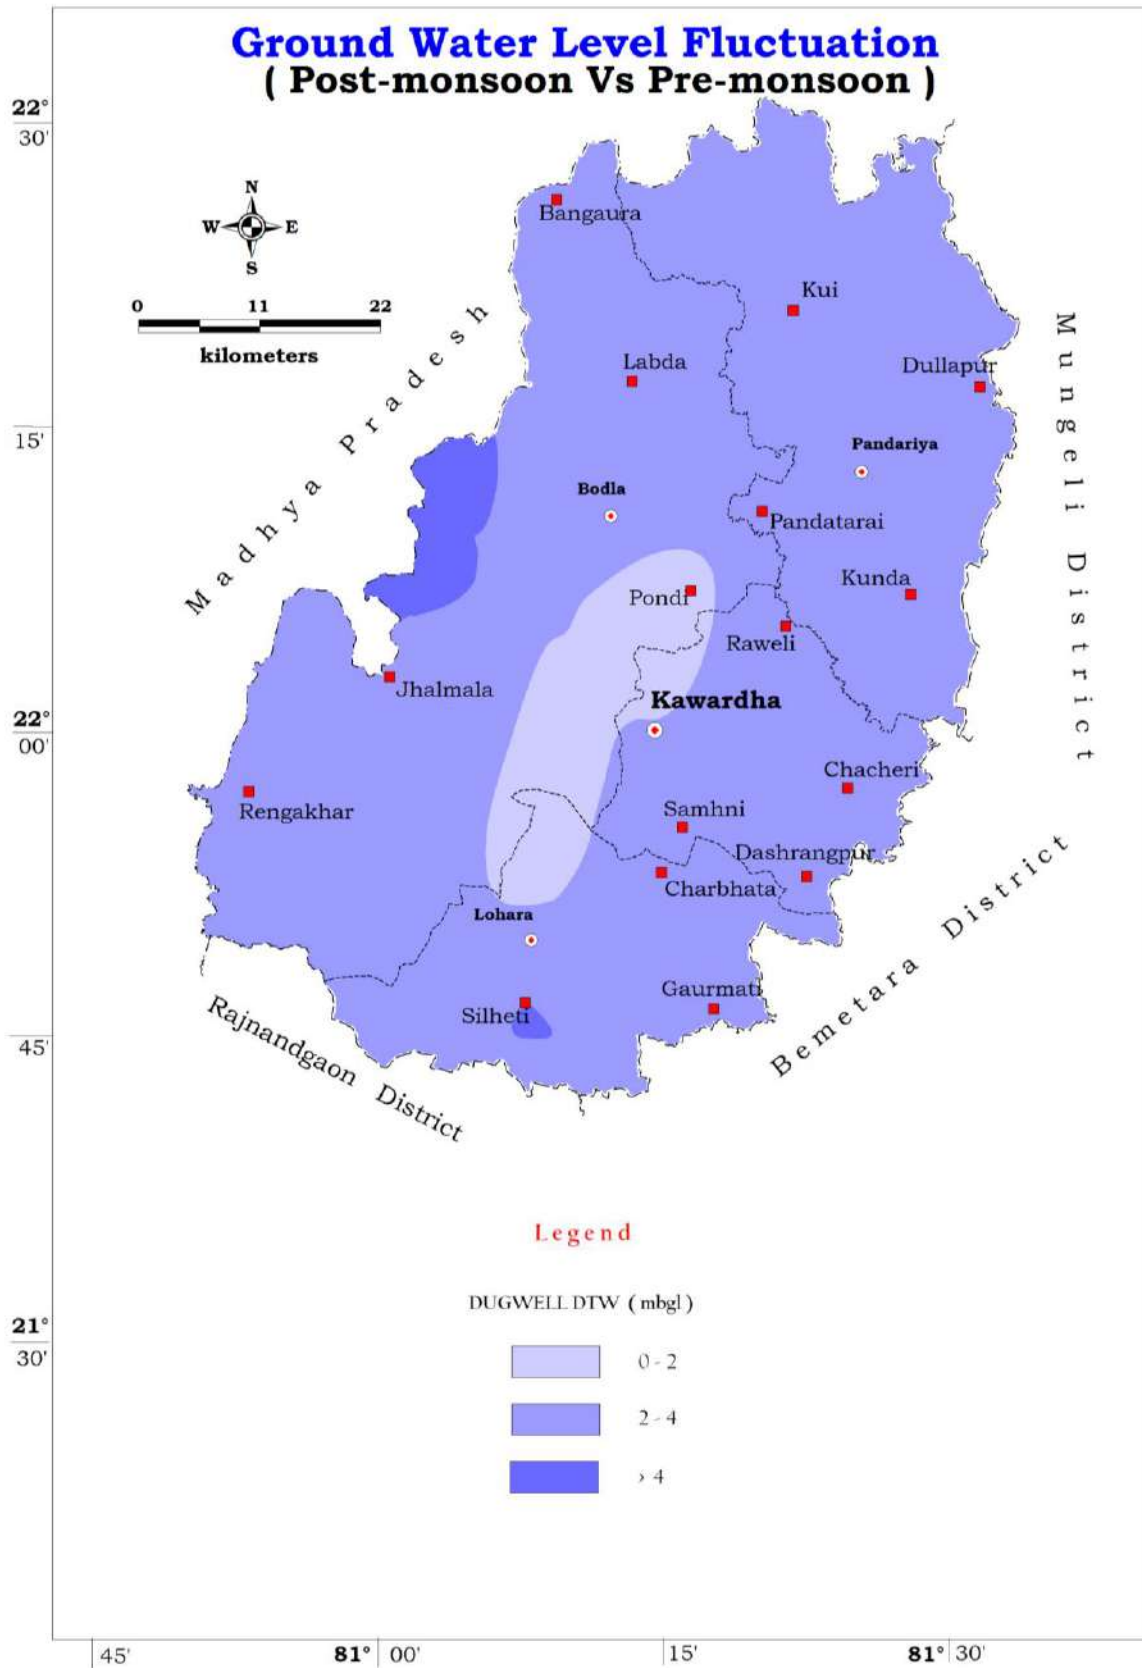 Ground Water Level Fluctuation
( Post-monsoon Vs Pre-monsoon )
22°
30'
N
W E
S
0 11 22
kilometers
Bangaura
Kui
Labda
Dullapur
Madhya Pradesh
Mungeli District
15'
Pandariya
Bodla
Pandatarai
Kunda
Pondi
Raweli
Jhalmala
Kawardha
22°
00'
Chacheri
Rengakhar
Samhni
Dashrangpur
Charbhata
Lohara
Bemetara District
Gaurmati
Silheti
Rajnandgaon District
45'
Legend
DUGWELL DTW ( mbgl )
0 - 2
2 - 4
> 4
21°
30'
45' 81° 00' 15' 81° 30'